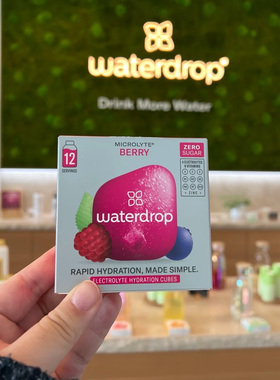 waterdrop®
Drink More Water
MICROLYTE®
BERRY
12
SERVINGS
ZERO
SUGAR
waterdrop
RAPID HYDRATION, MADE SIMPLE.
ELECTROLYTE HYDRATION CUBES